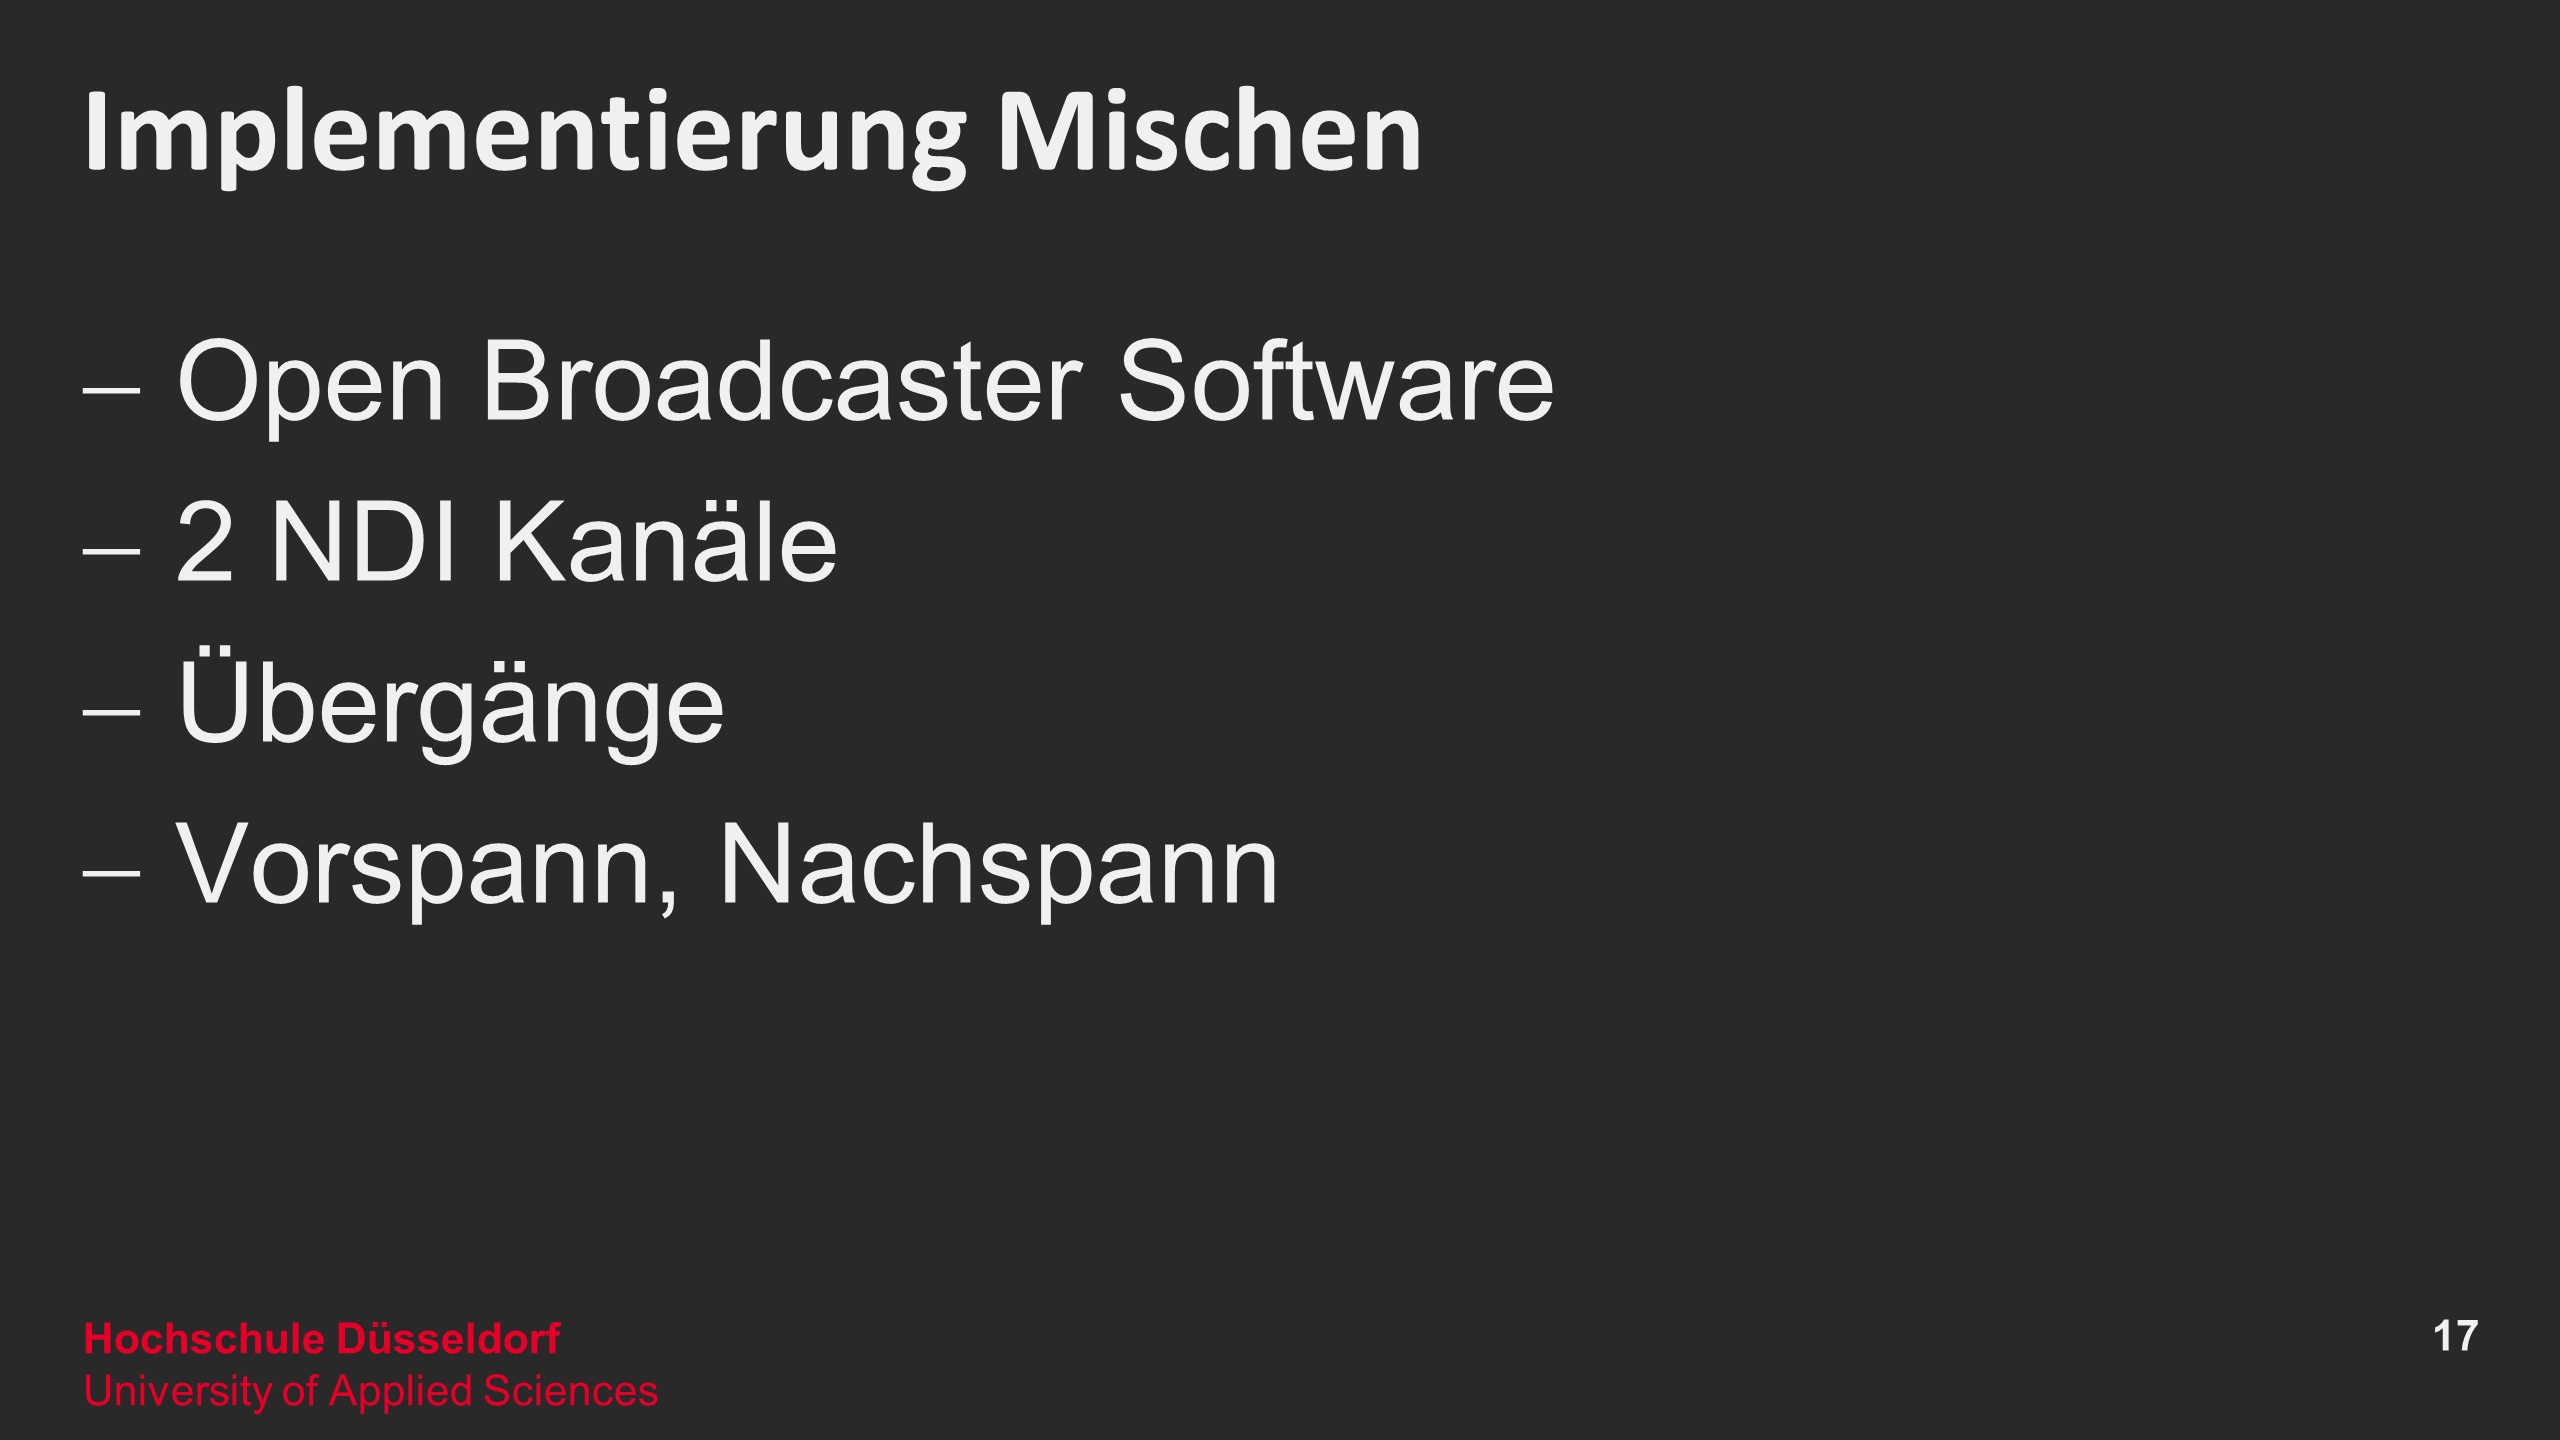 Implementierung Mischen
– Open Broadcaster Software
– 2 NDI Kanäle
– Übergänge
– Vorspann, Nachspann
Hochschule Düsseldorf
University of Applied Sciences
17